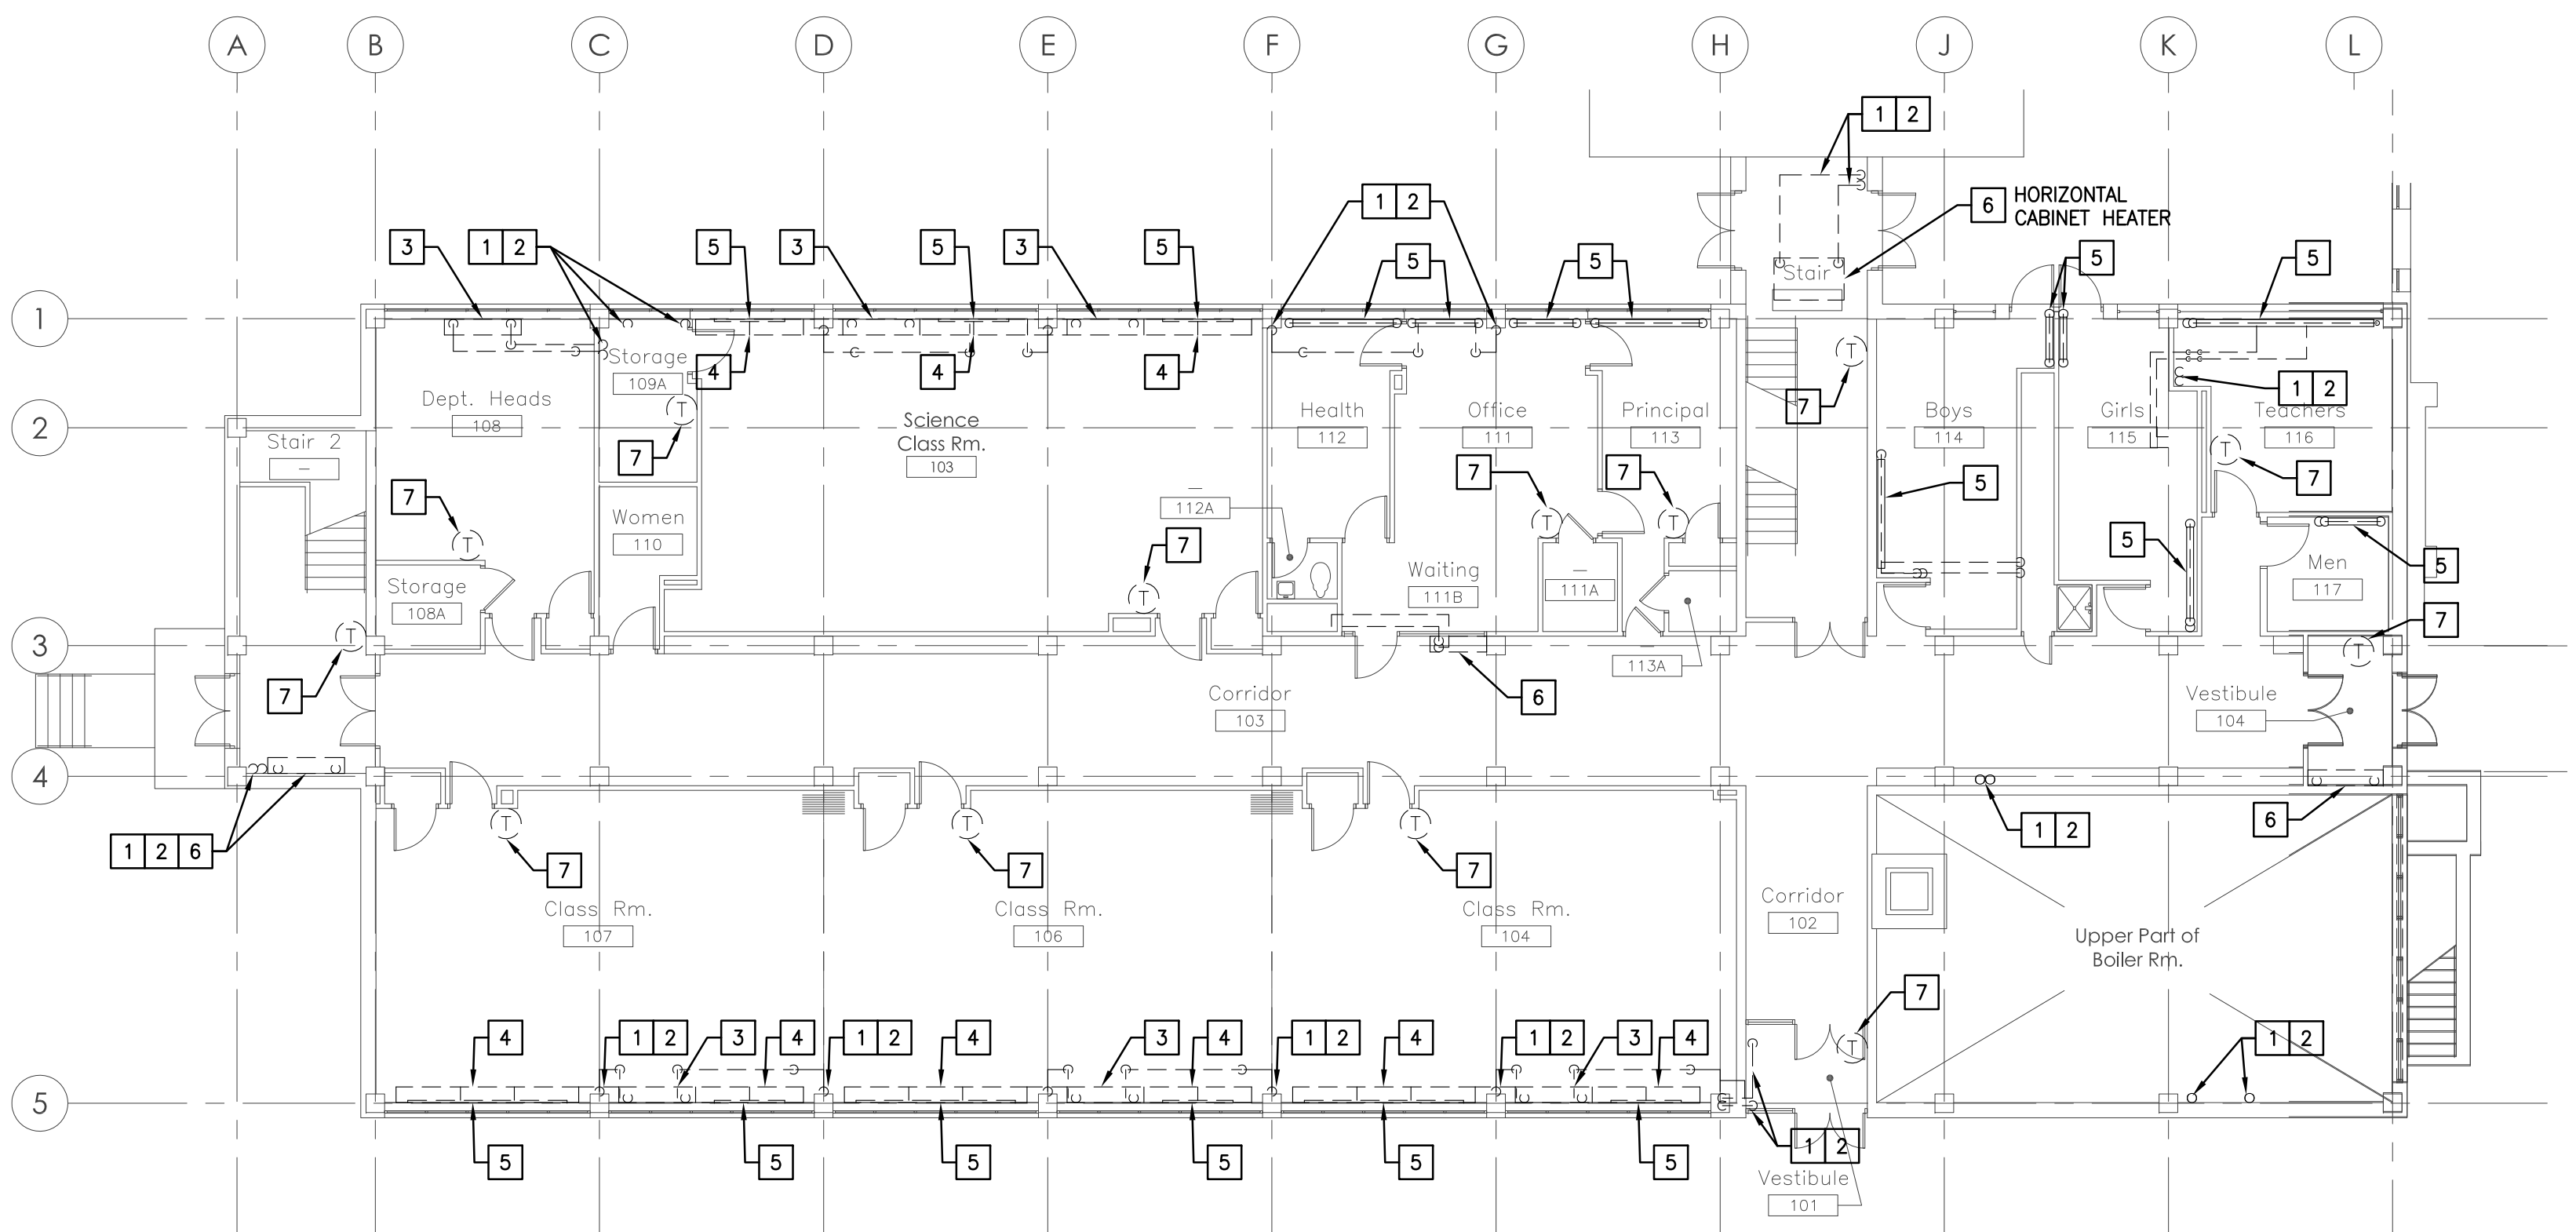 A B C D E F G H J K L
1 2
1 2
6 HORIZONTAL
CABINET HEATER
3 1 2 5 3 5 3 5 5 5 5 5
Stair
1
Storage
109A
4 4 4
T
7
1 2
Dept. Heads
108
T
7
Science
Class Rm.
103
Health
112
Office
111
Principal
113
Boys
114
Girls
115
Teachers
116
2
Stair 2
–
7
T
7
T
7
T
5
T
7
Women
110
–
112A
7
T
5
5
Storage
108A
Waiting
111B
–
111A
Men
117
3
T
7
–
113A
7
T
6
Corridor
103
Vestibule
104
4
1 2 6
T
7
T
7
T
7
1 2
6
Class Rm.
107
Class Rm.
106
Class Rm.
104
Corridor
102
Upper Part of
Boiler Rm.
7
T
4 1 2 3 4 1 2 4 3 4 1 2 4 1 2 3 4 1 2
5
5 5 5 5 5 5 1 2
Vestibule
101